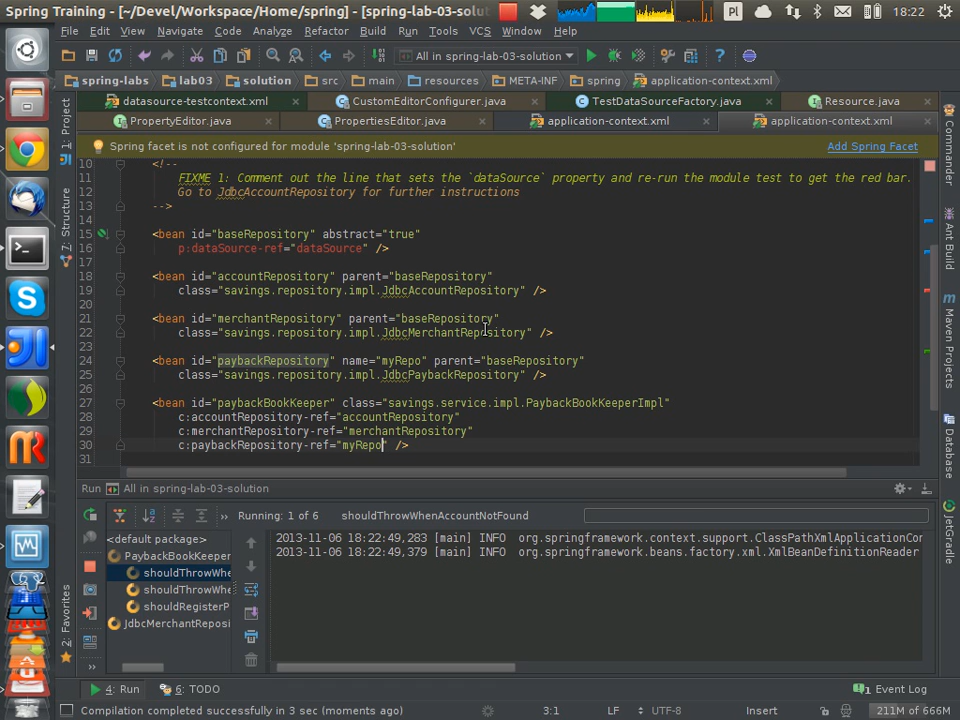 Spring Training - [~/Devel/Workspace/Home/spring] - [spring-lab-03-solut
Pl
18:22
File Edit View Navigate Code Analyze Refactor Build Run Tools VCS Window Help
All in spring-lab-03-solution
spring-labs lab03 solution src main resources META-INF spring application-context.xml
datasource-testcontext.xml CustomEditorConfigurer.java TestDataSourceFactory.java Resource.java
PropertyEditor.java PropertiesEditor.java application-context.xml application-context.xml
Spring facet is not configured for module 'spring-lab-03-solution' Add Spring Facet
10 <!--
11 FIXME 1: Comment out the line that sets the `dataSource` property and re-run the module test to get the red bar.
12 Go to JdbcAccountRepository for further instructions
13 -->
14
15 <bean id="baseRepository" abstract="true"
16 p:dataSource-ref="dataSource" />
17
18 <bean id="accountRepository" parent="baseRepository"
19 class="savings.repository.impl.JdbcAccountRepository" />
20
21 <bean id="merchantRepository" parent="baseRepository"
22 class="savings.repository.impl.JdbcMerchantRepository" />
23
24 <bean id="paybackRepository" name="myRepo" parent="baseRepository"
25 class="savings.repository.impl.JdbcPaybackRepository" />
26
27 <bean id="paybackBookKeeper" class="savings.service.impl.PaybackBookKeeperImpl"
28 c:accountRepository-ref="accountRepository"
29 c:merchantRepository-ref="merchantRepository"
30 c:paybackRepository-ref="myRepo" />
31
1: Project
7: Structure
2: Favorites
Commander
Ant Build
Maven Projects
Database
JetGradle
Run All in spring-lab-03-solution
Running: 1 of 6 shouldThrowWhenAccountNotFound
<default package>
PaybackBookKeeper
shouldThrowWhe
shouldThrowWhe
shouldRegisterP
JdbcMerchantReposi
2013-11-06 18:22:49,283 [main] INFO org.springframework.context.support.ClassPathXmlApplicationCon
2013-11-06 18:22:49,379 [main] INFO org.springframework.beans.factory.xml.XmlBeanDefinitionReader
4: Run 6: TODO 1 Event Log
Compilation completed successfully in 3 sec (moments ago) 3:1 LF UTF-8 Insert 211M of 666M